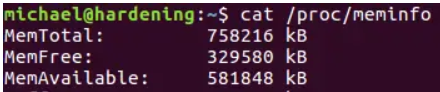 michael@hardening:~$ cat /proc/meminfo
MemTotal:         758216 kB
MemFree:          329580 kB
MemAvailable:     581848 kB